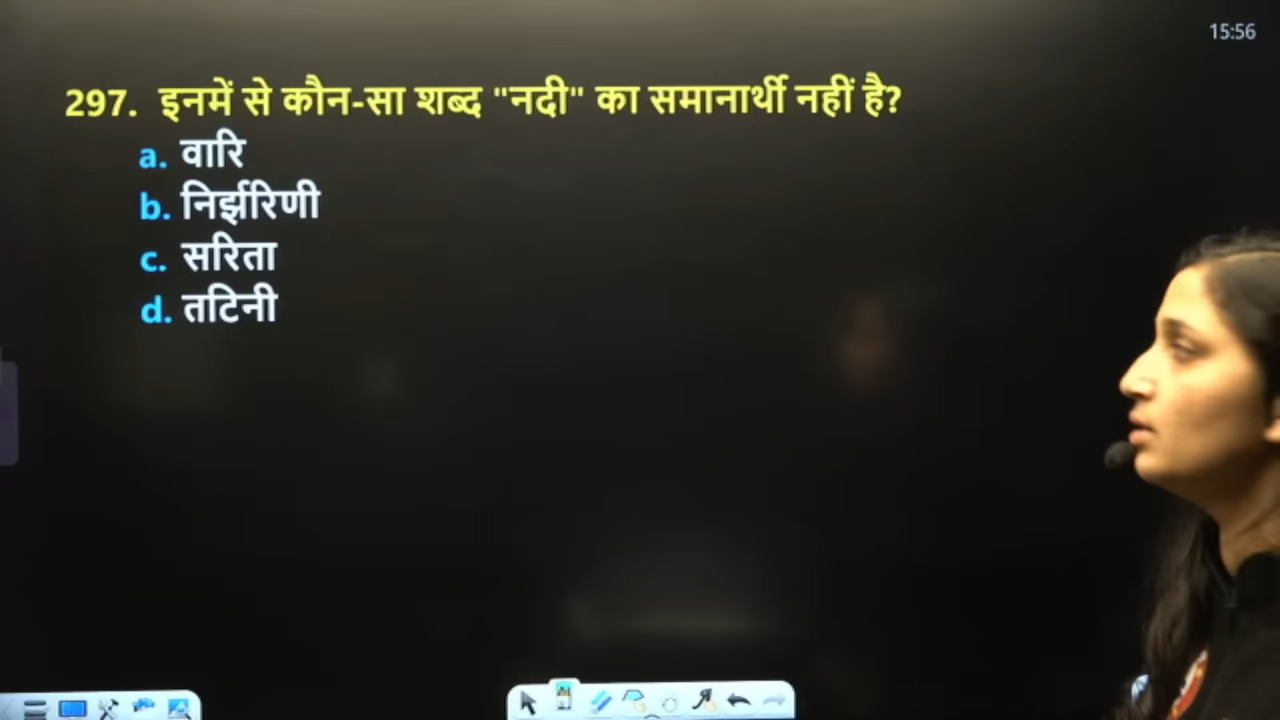 15:56
297. इनमें से कौन-सा शब्द "नदी" का समानार्थी नहीं है?
a. वारि
b. निर्झरिणी
c. सरिता
d. तटिनी